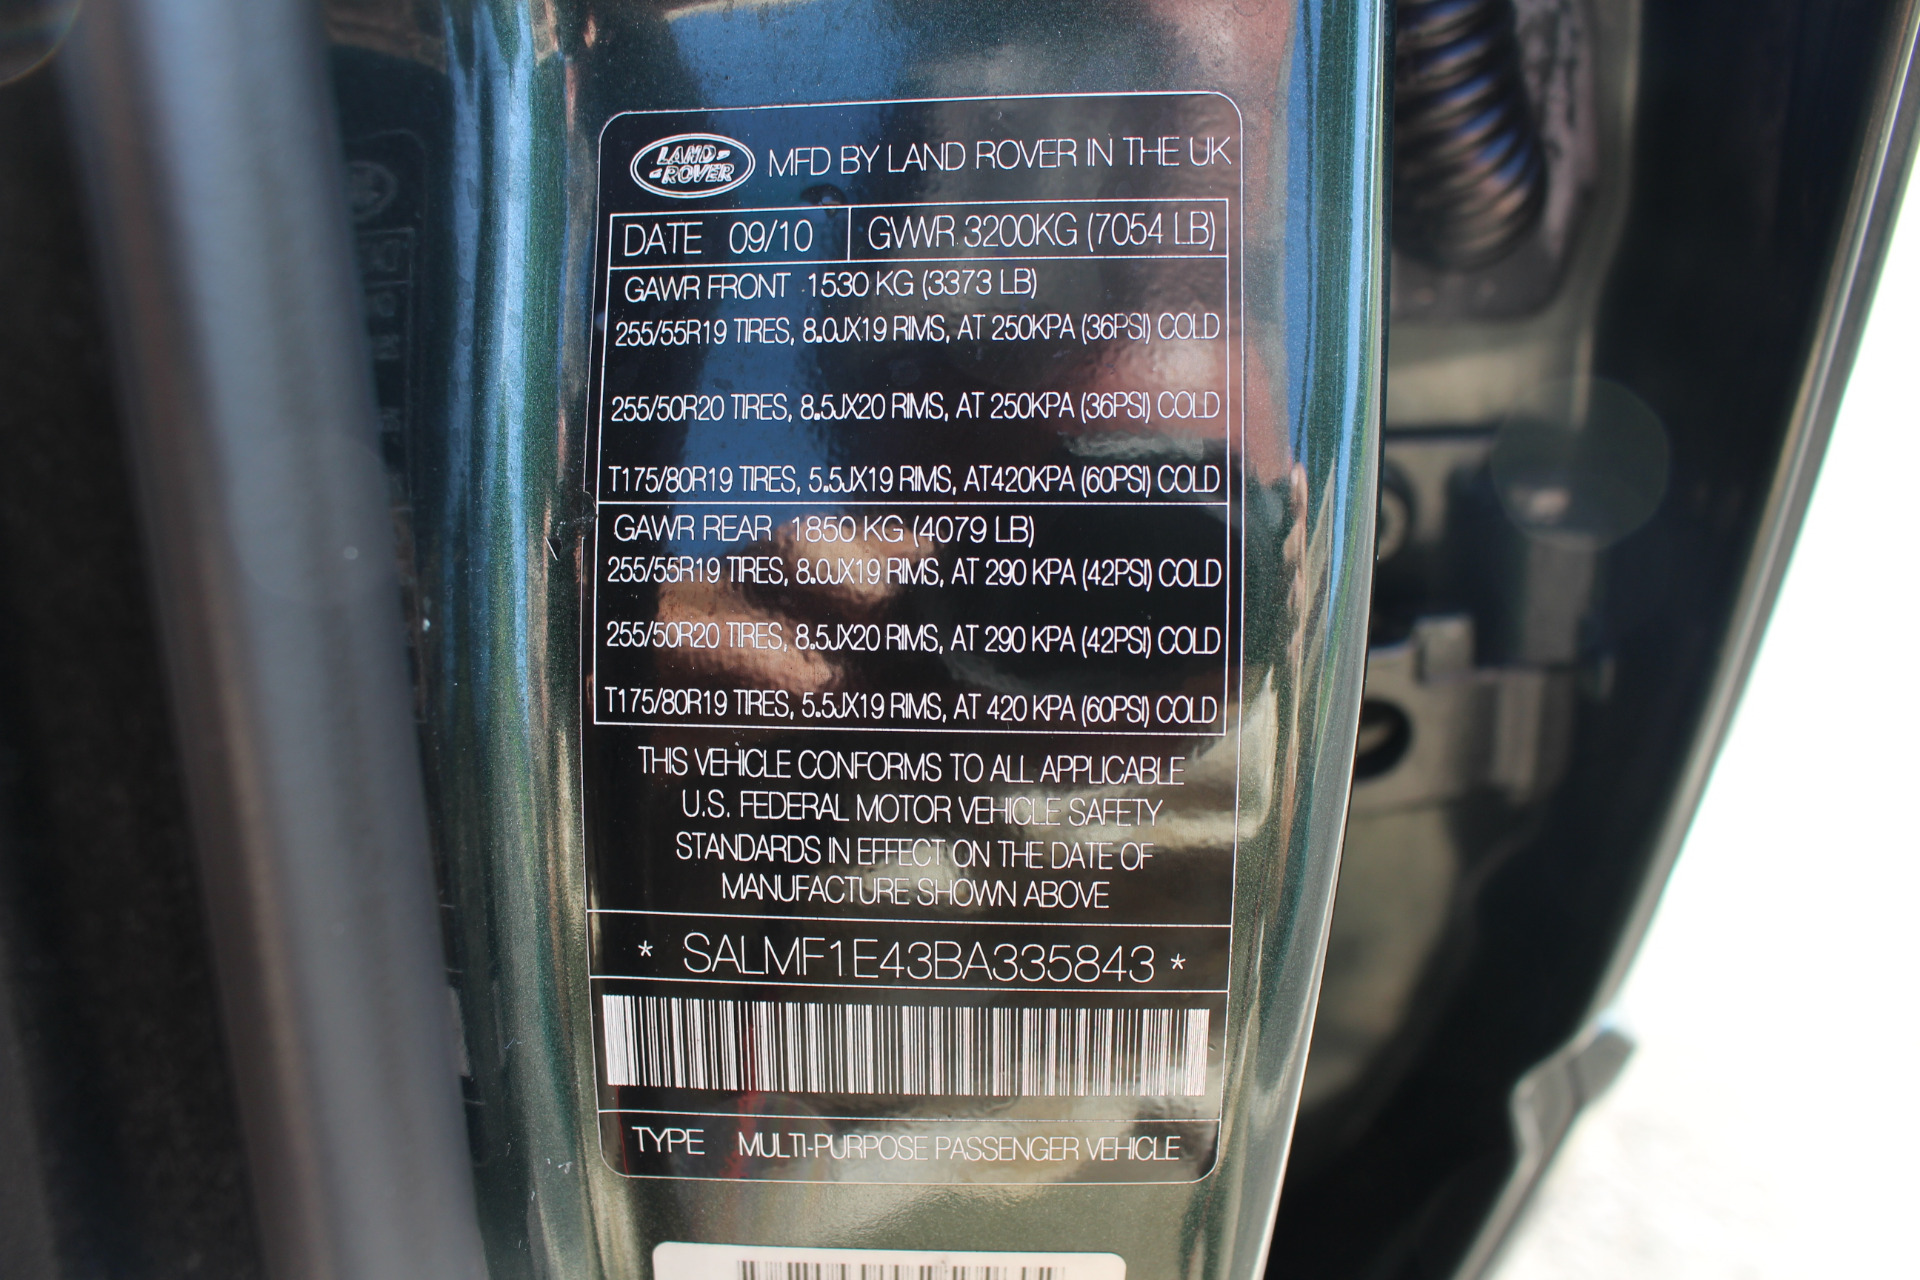 LAND
ROVER
MFD BY LAND ROVER IN THE UK
DATE 09/10
GVWR 3200KG (7054 LB)
GAWR FRONT 1530 KG (3373 LB)
255/55R19 TIRES, 8.0JX19 RIMS, AT 250KPA (36PSI) COLD
255/50R20 TIRES, 8.5JX20 RIMS, AT 250KPA (36PSI) COLD
T175/80R19 TIRES, 5.5JX19 RIMS, AT420KPA (60PSI) COLD
GAWR REAR 1850 KG (4079 LB)
255/55R19 TIRES, 8.0JX19 RIMS, AT 290 KPA (42PSI) COLD
255/50R20 TIRES, 8.5JX20 RIMS, AT 290 KPA (42PSI) COLD
T175/80R19 TIRES, 5.5JX19 RIMS, AT 420 KPA (60PSI) COLD
THIS VEHICLE CONFORMS TO ALL APPLICABLE
U.S. FEDERAL MOTOR VEHICLE SAFETY
STANDARDS IN EFFECT ON THE DATE OF
MANUFACTURE SHOWN ABOVE
* SALMF1E43BA335843 *
TYPE MULTI-PURPOSE PASSENGER VEHICLE